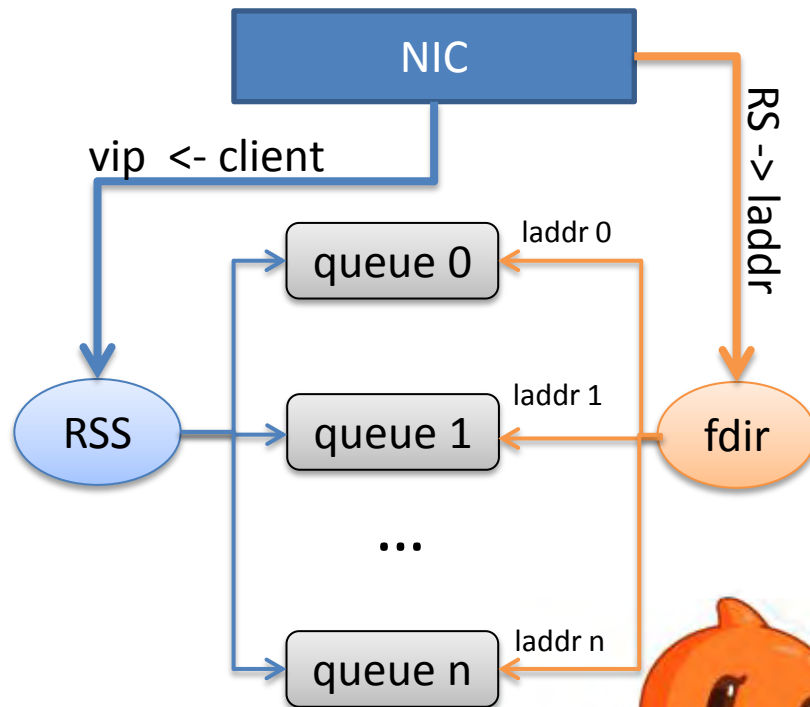 NIC
vip <- client
RS -> laddr
laddr 0
queue 0
laddr 1
RSS
queue 1
fdir
...
laddr n
queue n